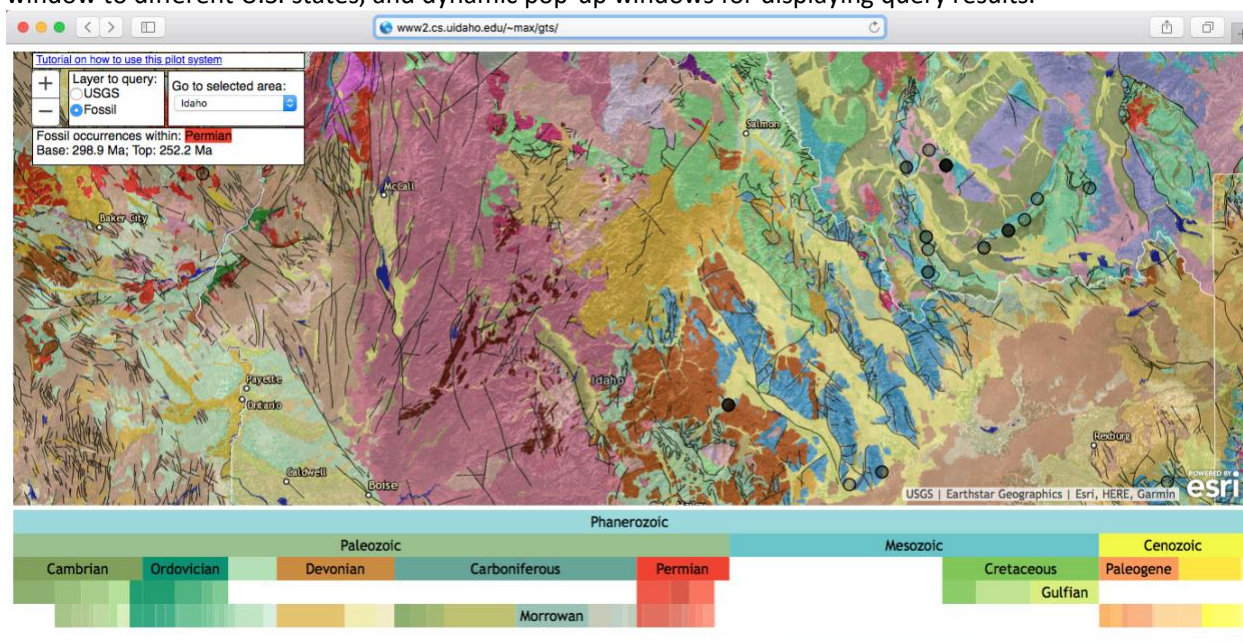 window to different U.S. states, and dynamic pop-up windows for displaying query results.
www2.cs.uidaho.edu/~max/gts/
Tutorial on how to use this pilot system
+
Layer to query:
USGS
Fossil
Go to selected area:
Idaho
Fossil occurrences within: Permian
Base: 298.9 Ma; Top: 252.2 Ma
Salmon
McCall
Baker City
Idaho
Payette
Ontario
Rexburg
Caldwell
Boise
POWERED BY
esri
USGS | Earthstar Geographics | Esri, HERE, Garmin
Phanerozoic
Paleozoic Mesozoic Cenozoic
Cambrian Ordovician Devonian Carboniferous Permian Cretaceous Paleogene
Gulfian
Morrowan